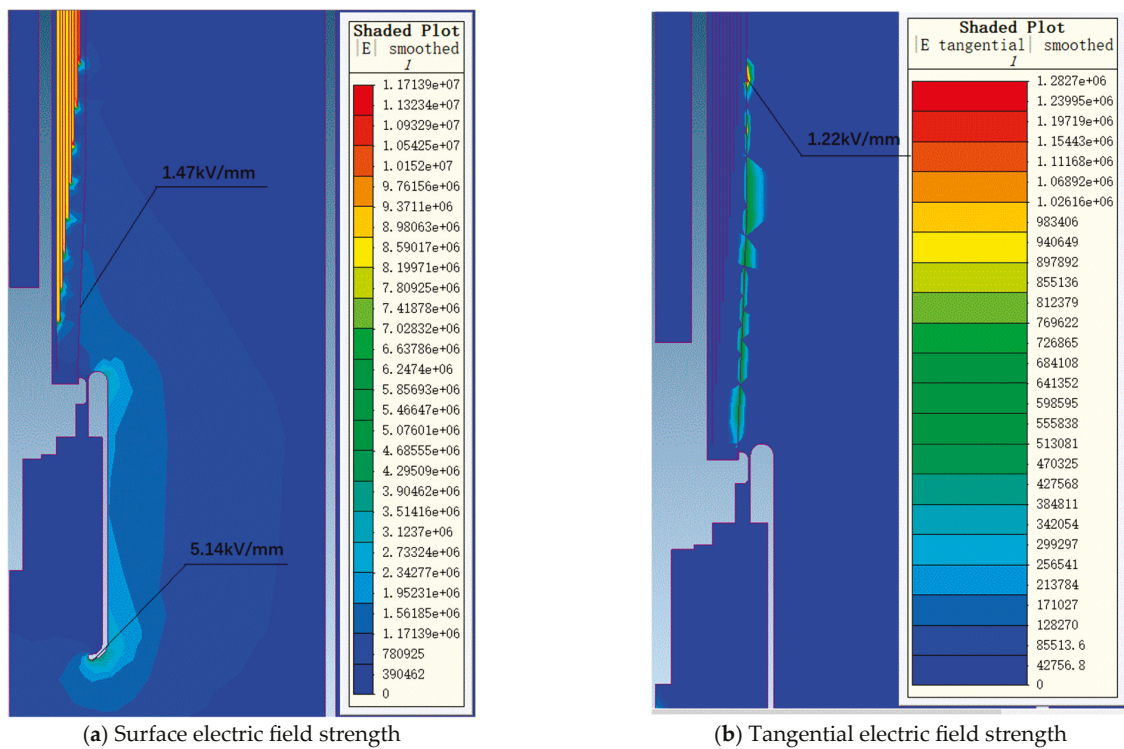 1.47kV/mm
5.14kV/mm
Shaded Plot
|E| smoothed
1
1.17139e+07
1.13234e+07
1.09329e+07
1.05425e+07
1.0152e+07
9.76156e+06
9.3711e+06
8.98063e+06
8.59017e+06
8.19971e+06
7.80925e+06
7.41878e+06
7.02832e+06
6.63786e+06
6.2474e+06
5.85693e+06
5.46647e+06
5.07601e+06
4.68555e+06
4.29509e+06
3.90462e+06
3.51416e+06
3.1237e+06
2.73324e+06
2.34277e+06
1.95231e+06
1.56185e+06
1.17139e+06
780925
390462
0
(a) Surface electric field strength
1.22kV/mm
Shaded Plot
|E tangential| smoothed
1
1.2827e+06
1.23995e+06
1.19719e+06
1.15443e+06
1.11168e+06
1.06892e+06
1.02616e+06
983406
940649
897892
855136
812379
769622
726865
684108
641352
598595
555838
513081
470325
427568
384811
342054
299297
256541
213784
171027
128270
85513.6
42756.8
0
(b) Tangential electric field strength